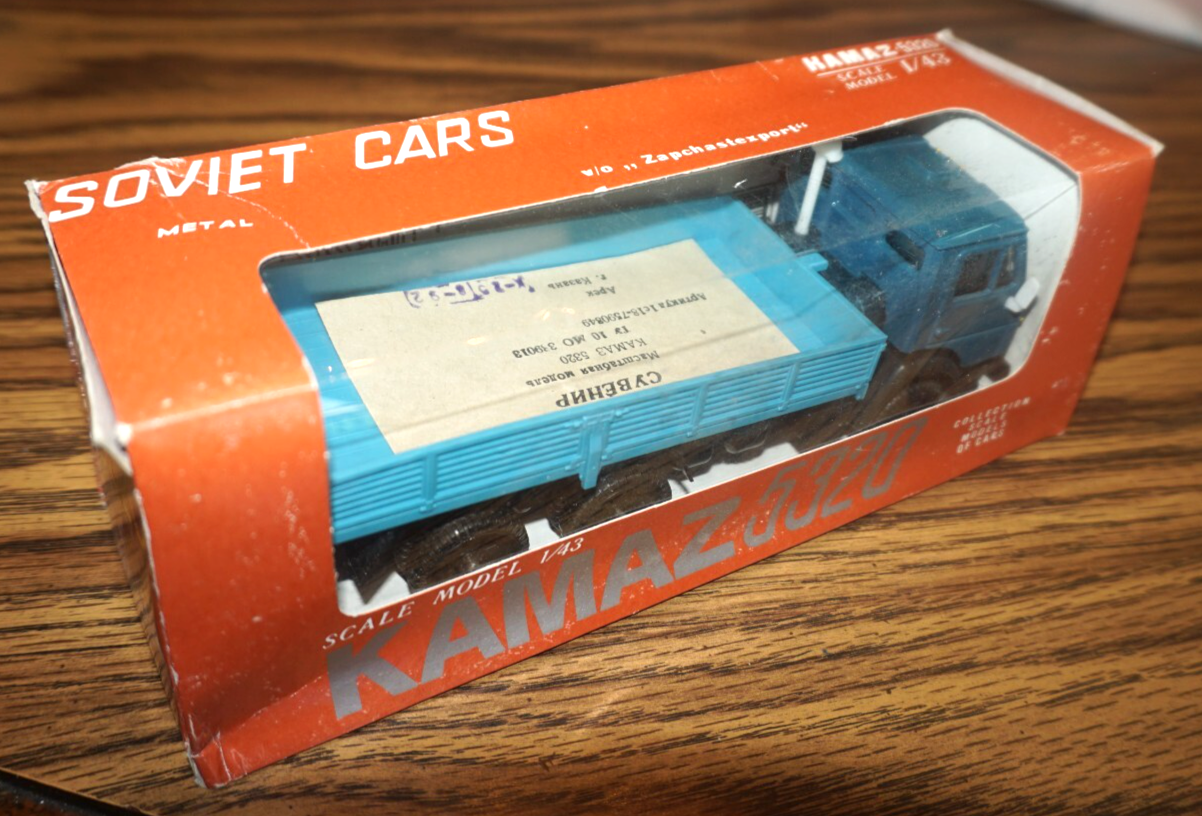 SOVIET CARS
METAL
v/o ,,Zapchastexport"
KAMAZ-5320
SCALE
MODEL 1/43
СУВЕНИР
Масштабная модель
КАМАЗ 5320
Артикул
г. Казань
SCALE MODEL 1/43
KAMAZ 5320
COLLECTION
SCALE
MODELS
OF CARS